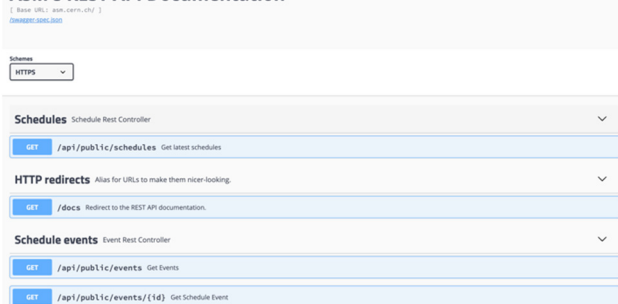 [ Base URL: asm.cern.ch/ ]
/swagger-spec.json
Schemes
HTTPS
Schedules Schedule Rest Controller
GET /api/public/schedules Get latest schedules
HTTP redirects Alias for URLs to make them nicer-looking.
GET /docs Redirect to the REST API documentation.
Schedule events Event Rest Controller
GET /api/public/events Get Events
GET /api/public/events/{id} Get Schedule Event